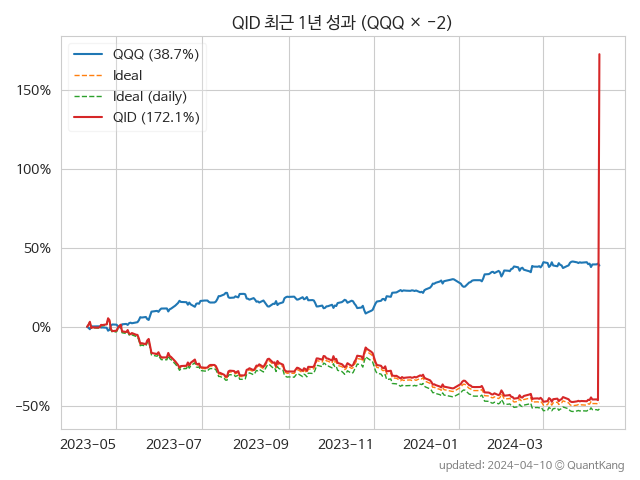 QID 최근 1년 성과 (QQQ × -2)
QQQ (38.7%)
Ideal
Ideal (daily)
QID (172.1%)
150%
100%
50%
0%
−50%
2023-05 2023-07 2023-09 2023-11 2024-01 2024-03
updated: 2024-04-10 © QuantKang